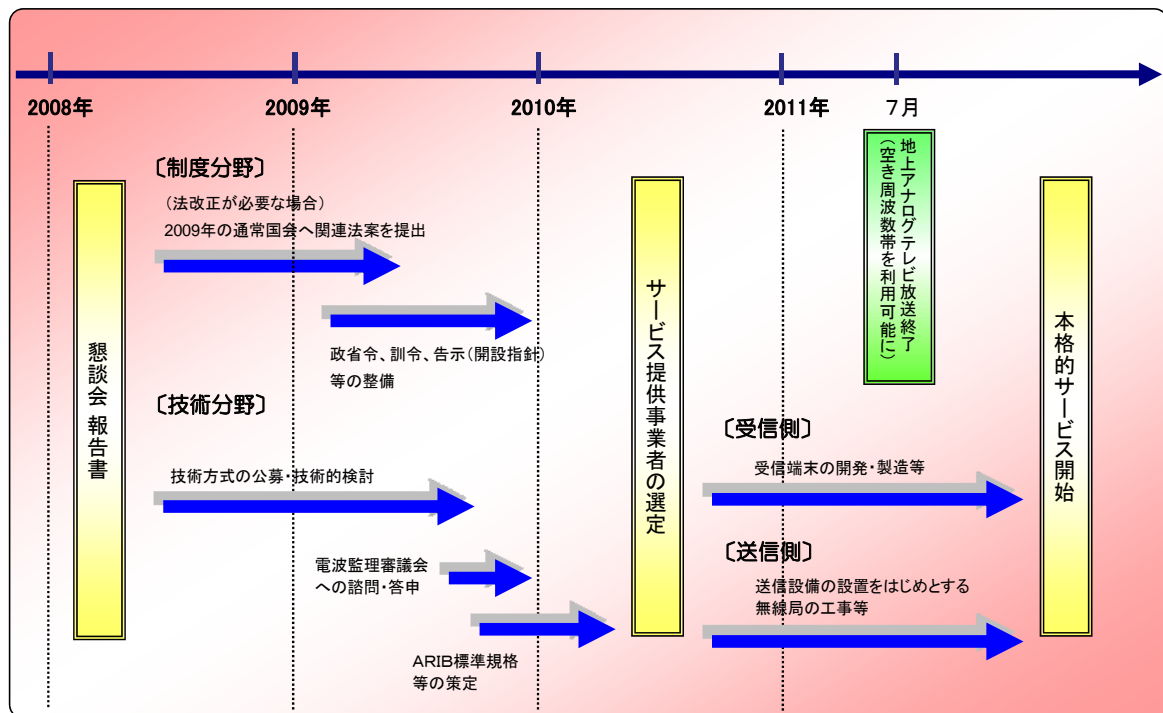 2008年
2009年
2010年
2011年
7月
懇談会 報告書
〔制度分野〕
(法改正が必要な場合)
2009年の通常国会へ関連法案を提出
政省令、訓令、告示(開設指針)
等の整備
〔技術分野〕
技術方式の公募・技術的検討
電波監理審議会
への諮問・答申
ARIB標準規格
等の策定
サービス提供事業者の選定
地上アナログテレビ放送終了
(空き周波数帯を利用可能に)
〔受信側〕
受信端末の開発・製造等
〔送信側〕
送信設備の設置をはじめとする
無線局の工事等
本格的サービス開始